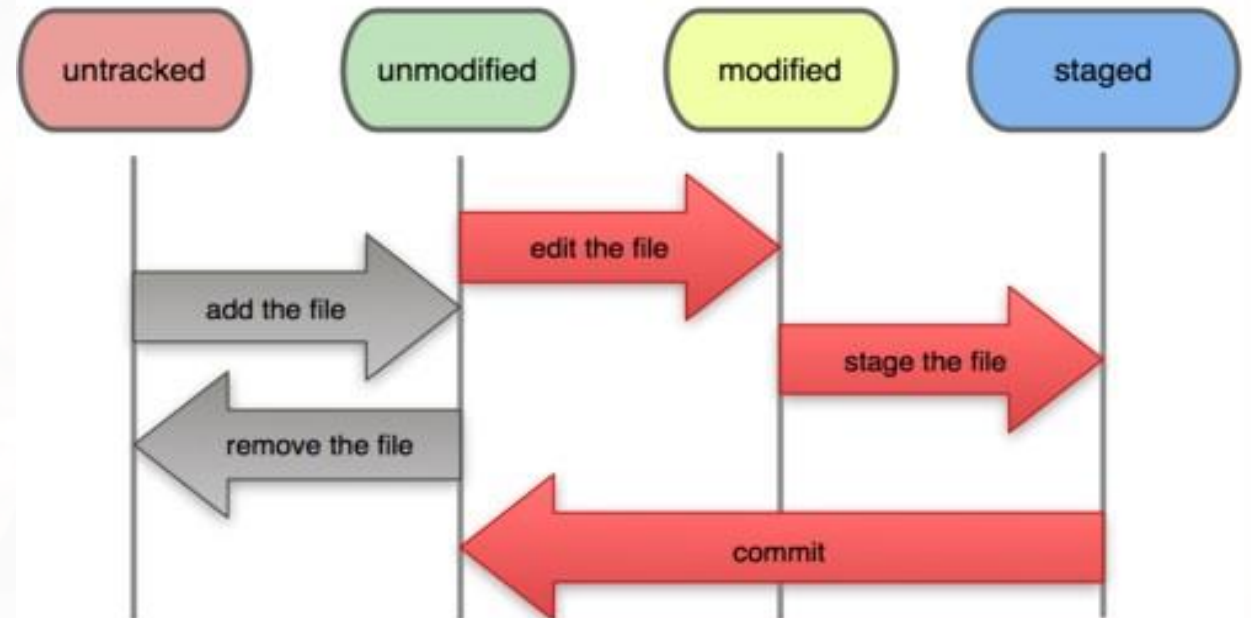 untracked
unmodified
modified
staged
edit the file
add the file
stage the file
remove the file
commit